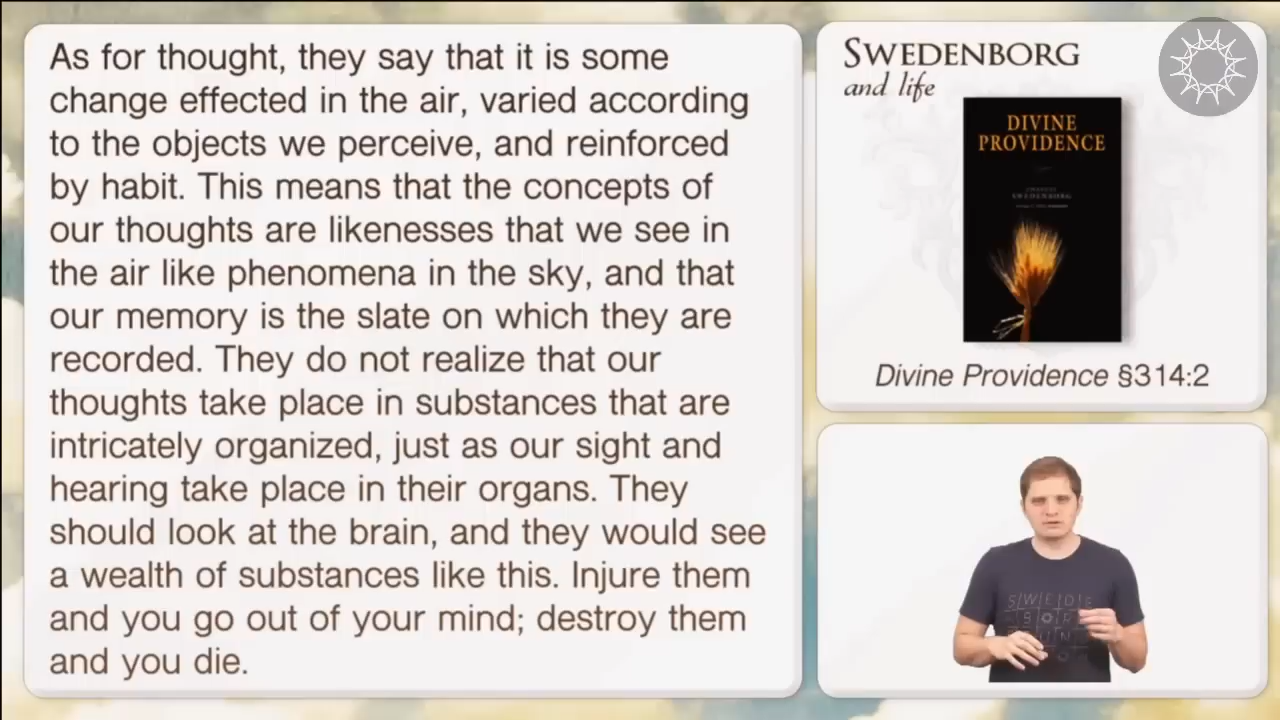 As for thought, they say that it is some
change effected in the air, varied according
to the objects we perceive, and reinforced
by habit. This means that the concepts of
our thoughts are likenesses that we see in
the air like phenomena in the sky, and that
our memory is the slate on which they are
recorded. They do not realize that our
thoughts take place in substances that are
intricately organized, just as our sight and
hearing take place in their organs. They
should look at the brain, and they would see
a wealth of substances like this. Injure them
and you go out of your mind; destroy them
and you die.
SWEDENBORG
and life
DIVINE
PROVIDENCE
SWEDENBORG
Divine Providence §314:2